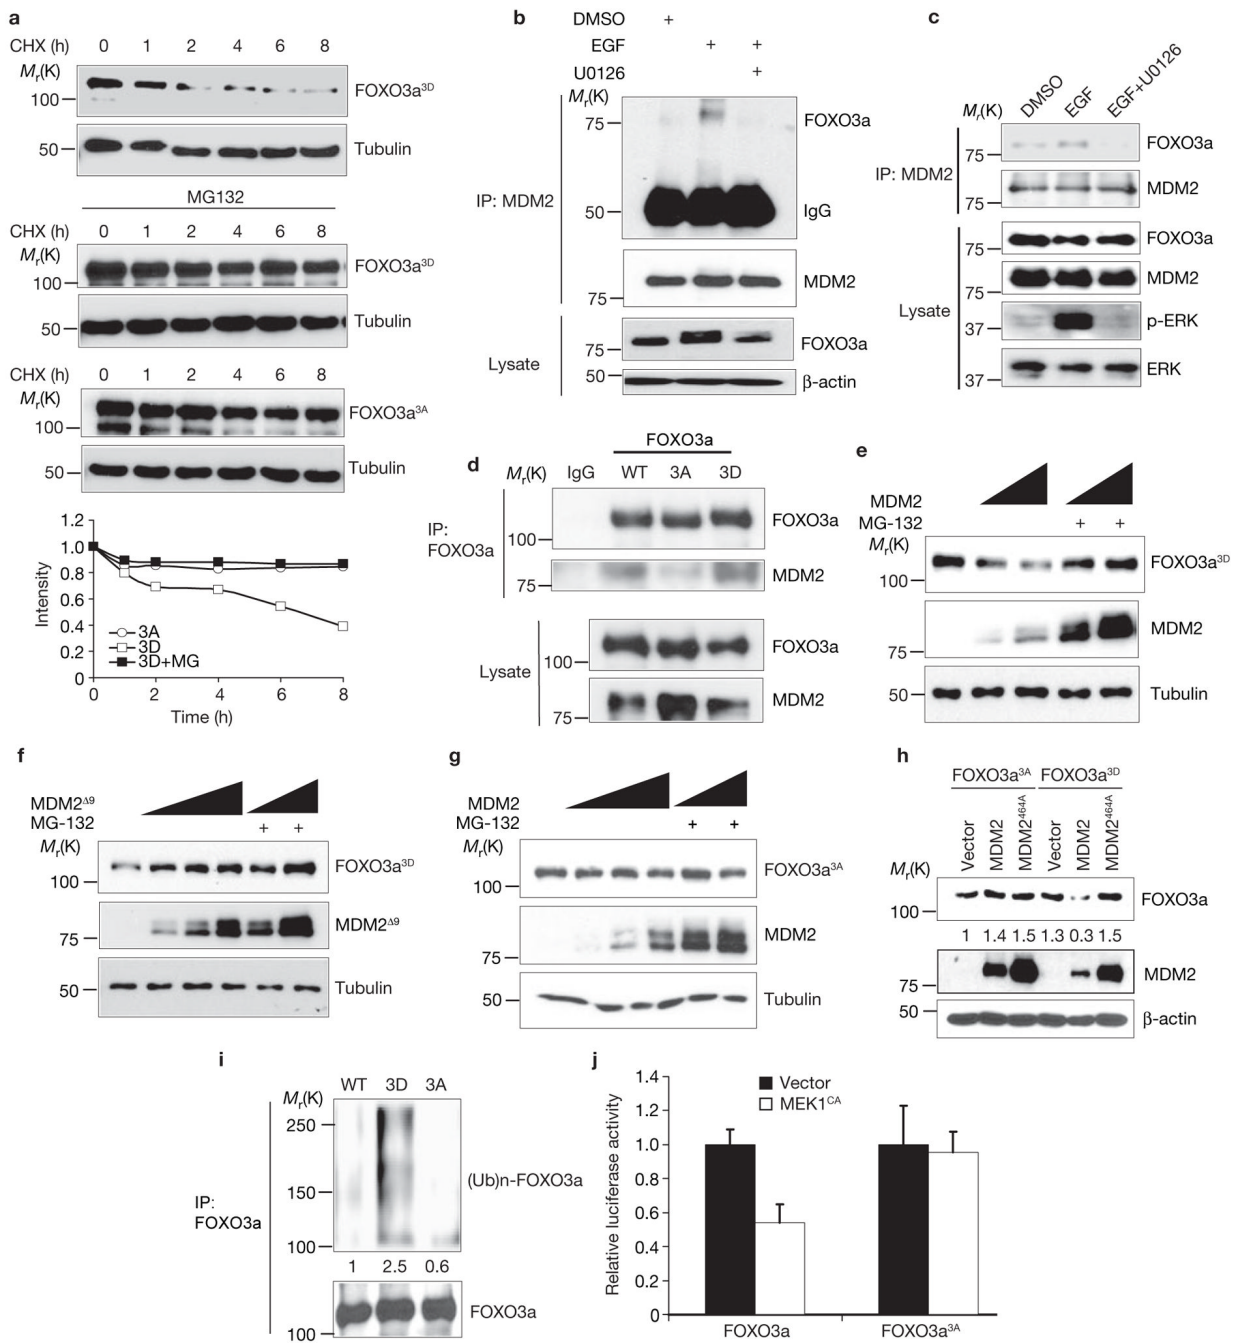 a
CHX (h) 0 1 2 4 6 8
Mr(K)
100
FOXO3a3D
50
Tubulin
MG132
CHX (h) 0 1 2 4 6 8
Mr(K)
FOXO3a3D
100
50
Tubulin
CHX (h) 0 1 2 4 6 8
Mr(K)
FOXO3a3A
100
50
Tubulin
1.2
1.0
0.8
0.6
0.4
0.2
0
Intensity
3A
3D
3D+MG
0 2 4 6 8
Time (h)
b
DMSO +
EGF + +
U0126 +
Mr(K)
75
FOXO3a
IP: MDM2
50
IgG
MDM2
75
Lysate
FOXO3a
75
50
β-actin
c
Mr(K) DMSO EGF EGF+U0126
FOXO3a
75
IP: MDM2
MDM2
75
FOXO3a
75
MDM2
75
Lysate
p-ERK
37
ERK
37
d
FOXO3a
Mr(K) IgG WT 3A 3D
IP:
FOXO3a
FOXO3a
100
MDM2
75
Lysate
FOXO3a
100
MDM2
75
e
MDM2
MG-132 + +
Mr(K)
FOXO3a3D
100
MDM2
75
50
Tubulin
f
MDM2Δ9
MG-132 + +
Mr(K)
FOXO3a3D
100
MDM2Δ9
75
50
Tubulin
g
MDM2
MG-132 + +
Mr(K)
FOXO3a3A
100
MDM2
75
50
Tubulin
h
FOXO3a3A FOXO3a3D
Vector MDM2 MDM2464A Vector MDM2 MDM2464A
Mr(K)
FOXO3a
100
1 1.4 1.5 1.3 0.3 1.5
MDM2
75
50
β-actin
i
WT 3D 3A
Mr(K)
250
(Ub)n-FOXO3a
150
IP:
FOXO3a
100
1 2.5 0.6
FOXO3a
100
j
1.4
1.2
1.0
0.8
0.6
0.4
0.2
0
Relative luciferase activity
Vector
MEK1CA
FOXO3a FOXO3a3A